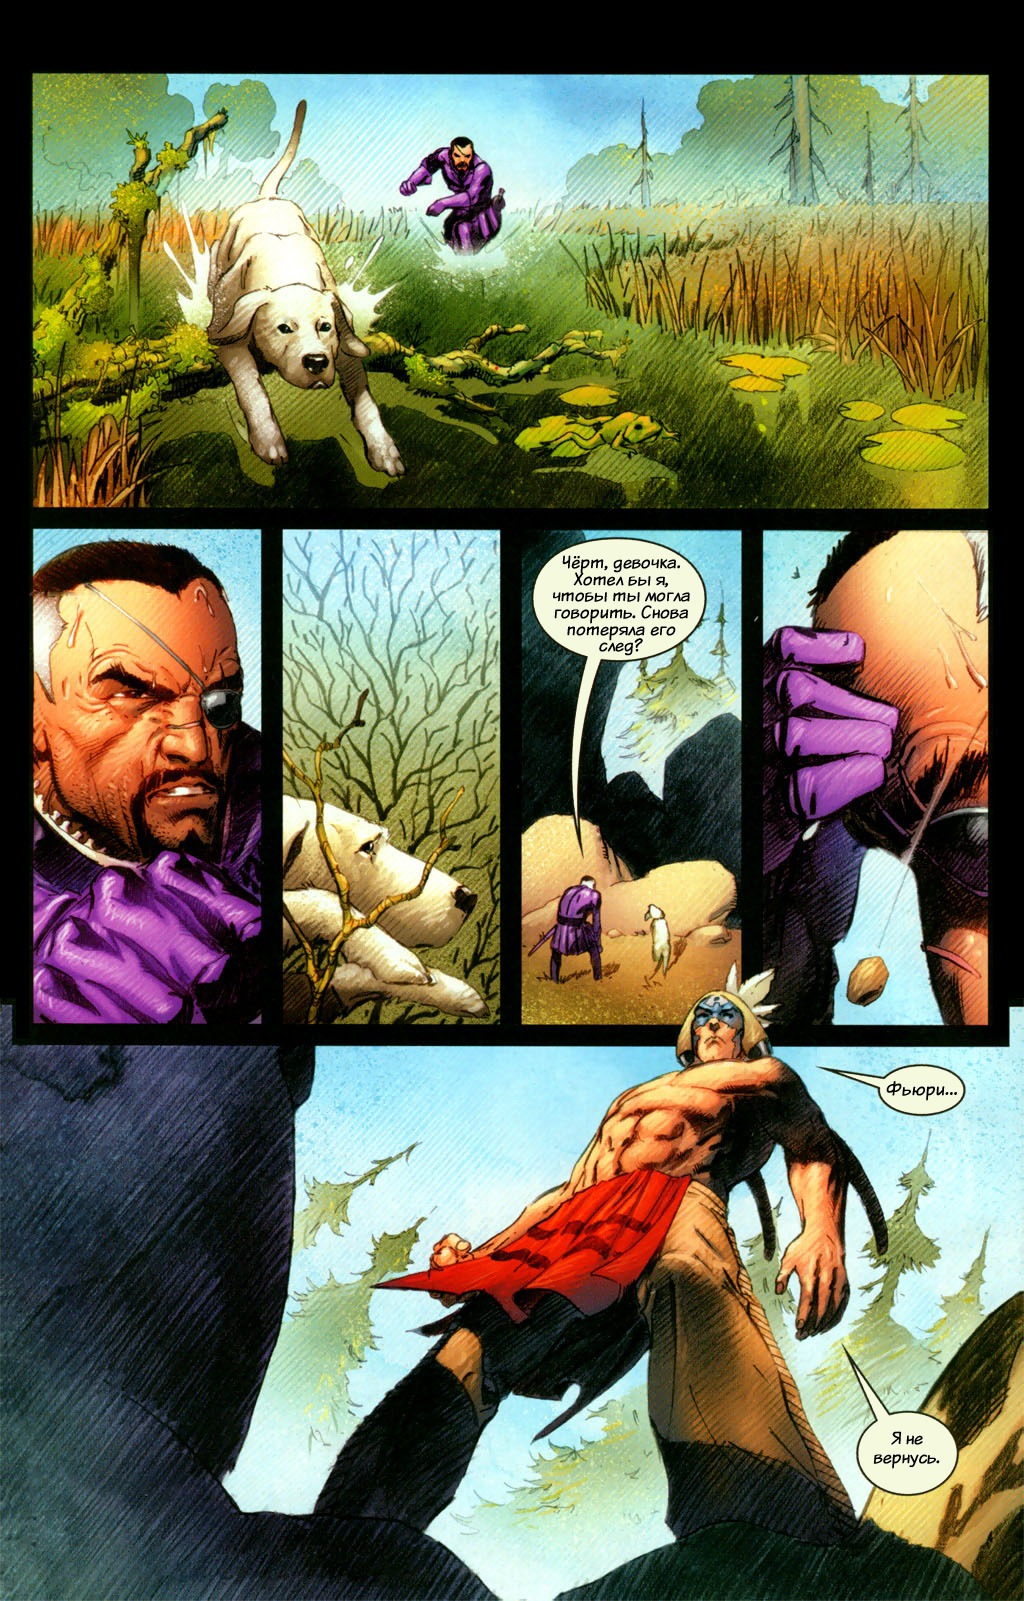 Чёрт, девочка.
Хотел бы я,
чтобы ты могла
говорить. Снова
потеряла его
след?
Фьюри...
Я не
вернусь.